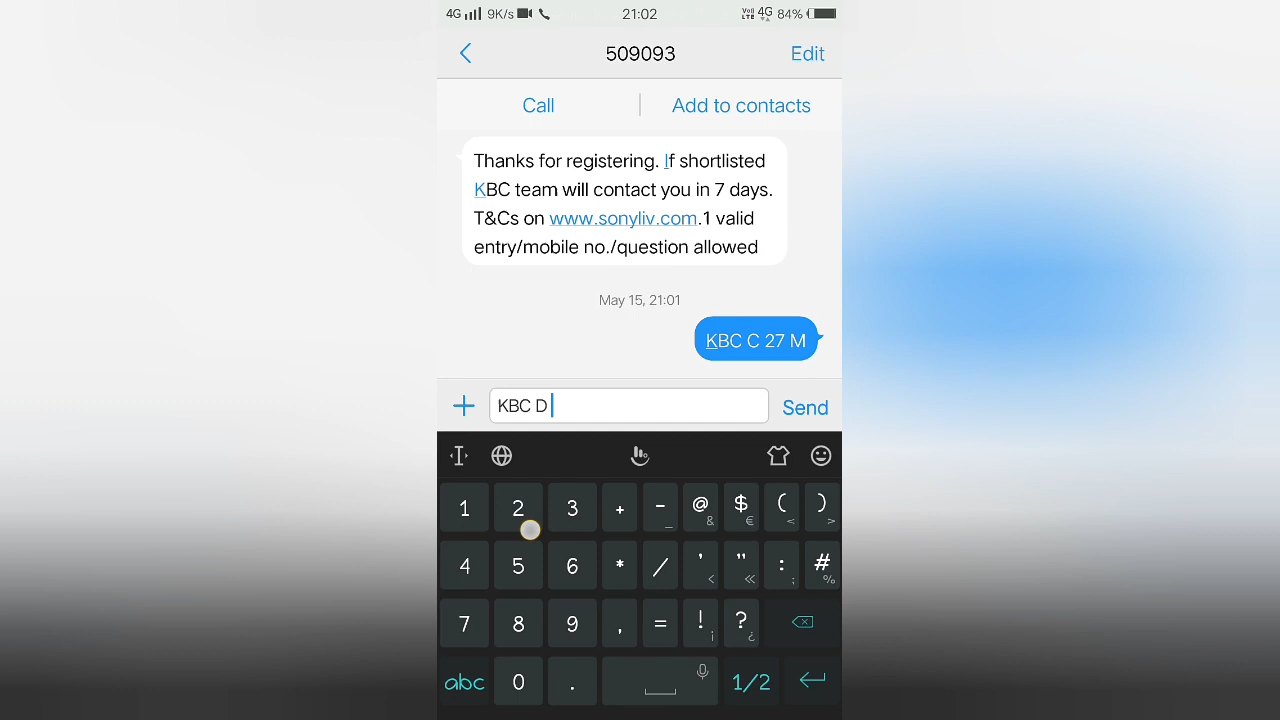 4G 9K/s 21:02 VoLTE 4G 84%
509093 Edit
Call Add to contacts
Thanks for registering. If shortlisted
KBC team will contact you in 7 days.
T&Cs on www.sonyliv.com.1 valid
entry/mobile no./question allowed
May 15, 21:01
KBC C 27 M
KBC D
Send
1 2 3 + - _ @ & $ € ( < ) >
4 5 6 * / ' < " « : ; # %
7 8 9 , = ! ¡ ? ¿
abc 0 . 1/2